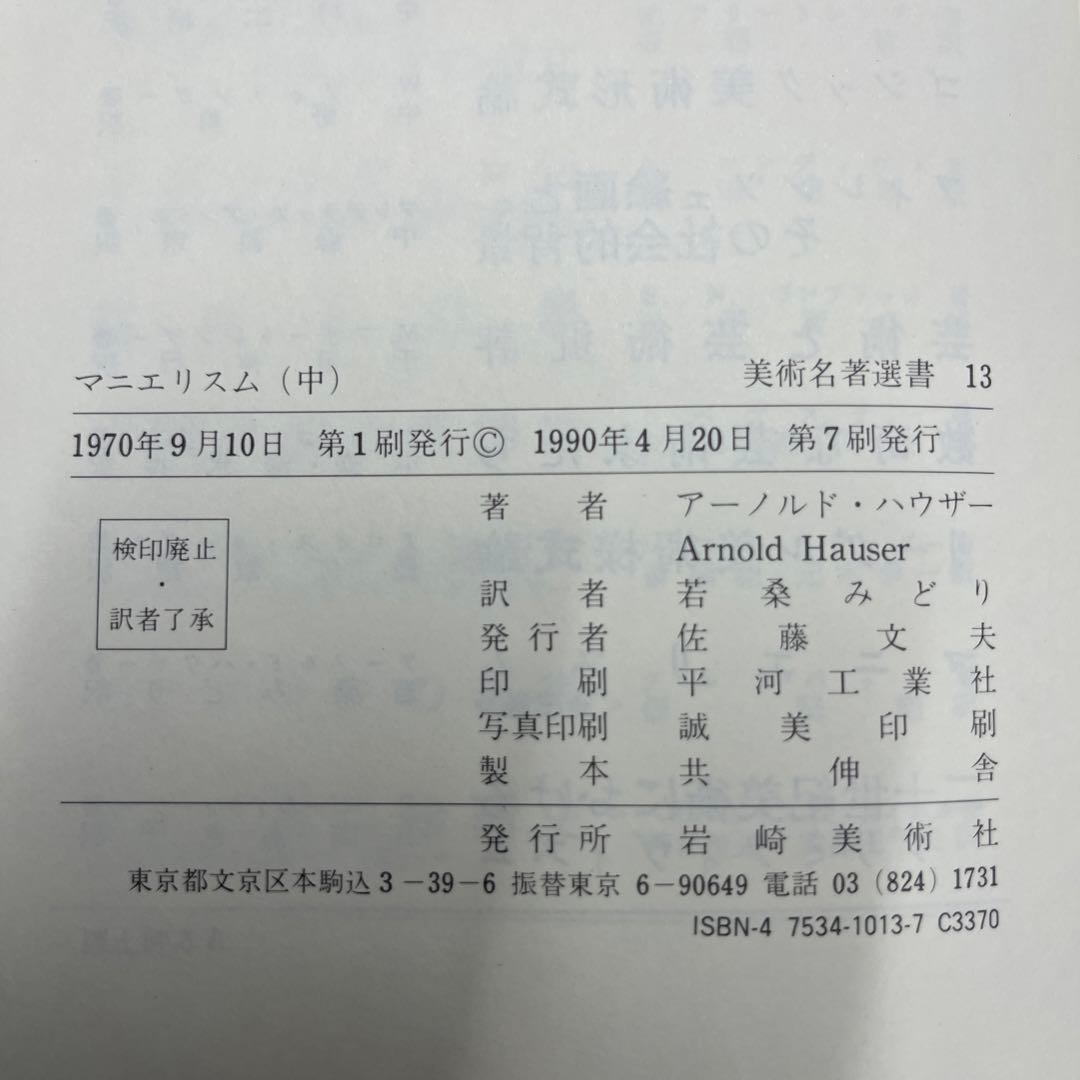 マニエリスム（中）　美術名著選書 13
1970年9月10日　第1刷発行©　1990年4月20日　第7刷発行
検印廃止
・
訳者了承
著者　アーノルド・ハウザー
Arnold Hauser
訳者　若桑みどり
発行者　佐藤文夫
印刷　平河工業社
写真印刷　誠美印刷
製本　共伸舎
発行所　岩崎美術社
東京都文京区本駒込3－39－6 振替東京 6－90649 電話 03 (824) 1731
ISBN-4 7534-1013-7 C3370